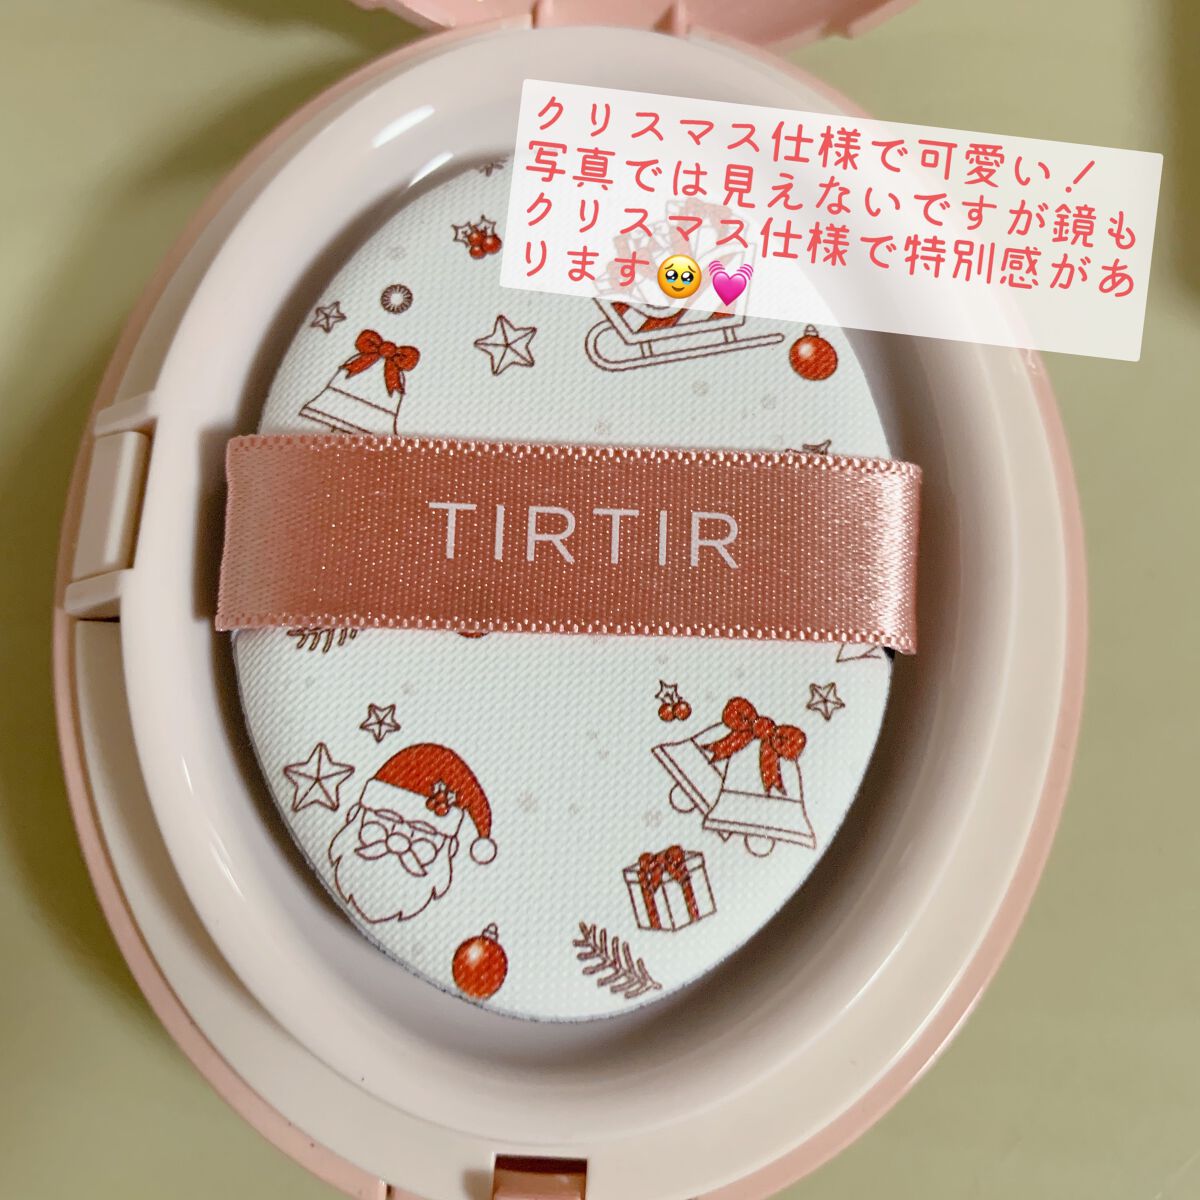 クリスマス仕様で可愛い！
写真では見えないですが鏡も
クリスマス仕様で特別感があ
ります🥹💓
TIRTIR